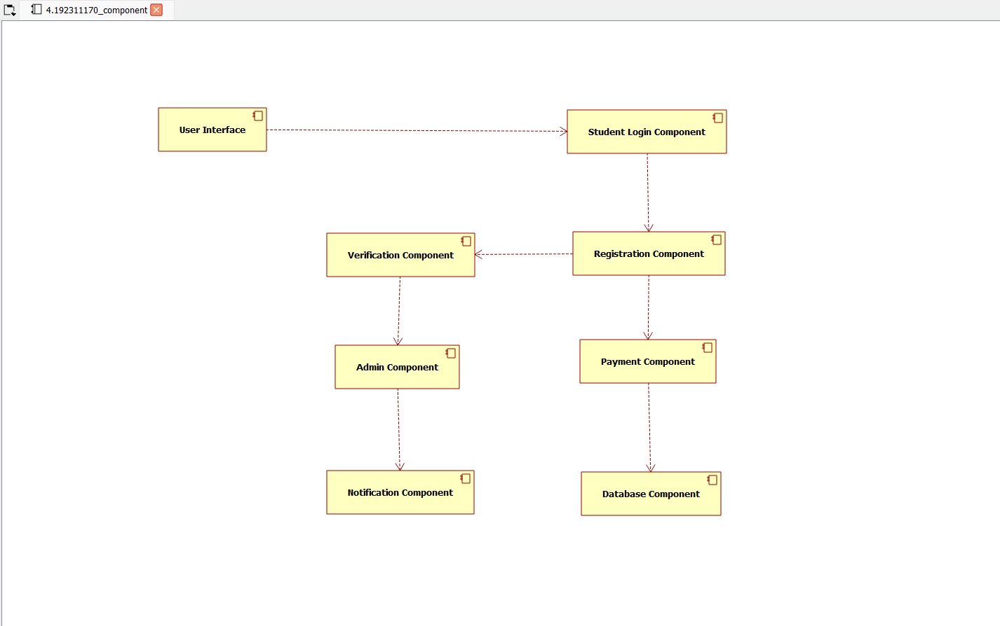 4.192311170_component
User Interface
Student Login Component
Verification Component
Registration Component
Admin Component
Payment Component
Notification Component
Database Component